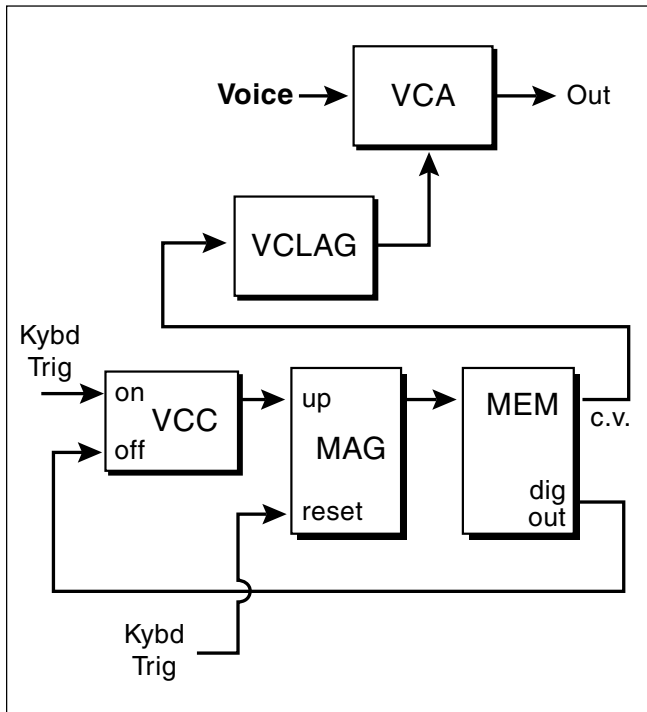 Voice
VCA
Out
VCLAG
Kybd
Trig
on
VCC
off
up
MAG
reset
MEM
c.v.
dig
out
Kybd
Trig